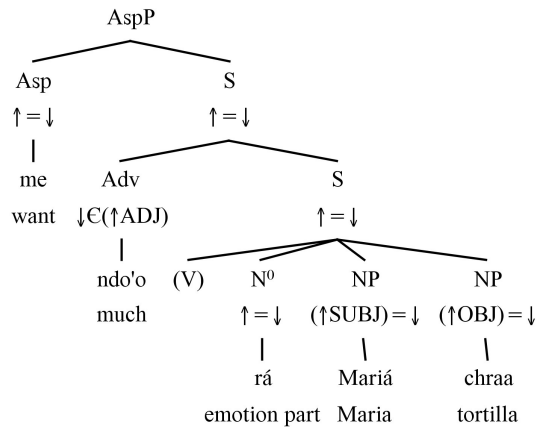 AspP
Asp S
↑=↓ ↑=↓
me Adv S
want ↓Є(↑ADJ) ↑=↓
ndo'o (V) N⁰ NP NP
much ↑=↓ (↑SUBJ)=↓ (↑OBJ)=↓
rá Mariá chraa
emotion part Maria tortilla